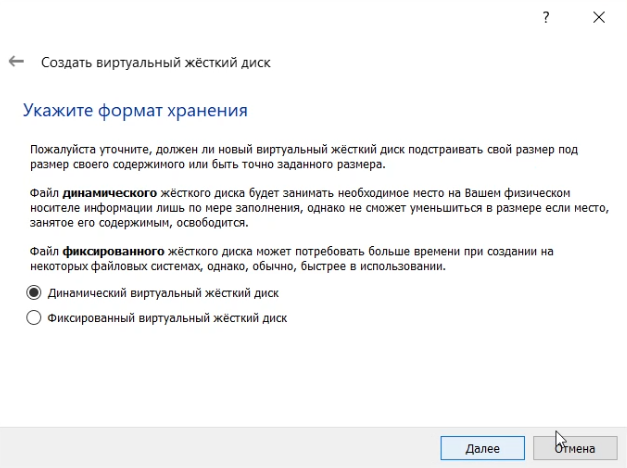 ?
Создать виртуальный жёсткий диск
Укажите формат хранения
Пожалуйста уточните, должен ли новый виртуальный жёсткий диск подстраивать свой размер под
размер своего содержимого или быть точно заданного размера.
Файл динамического жёсткого диска будет занимать необходимое место на Вашем физическом
носителе информации лишь по мере заполнения, однако не сможет уменьшиться в размере если место,
занятое его содержимым, освободится.
Файл фиксированного жёсткого диска может потребовать больше времени при создании на
некоторых файловых системах, однако, обычно, быстрее в использовании.
Динамический виртуальный жёсткий диск
Фиксированный виртуальный жёсткий диск
Далее Отмена